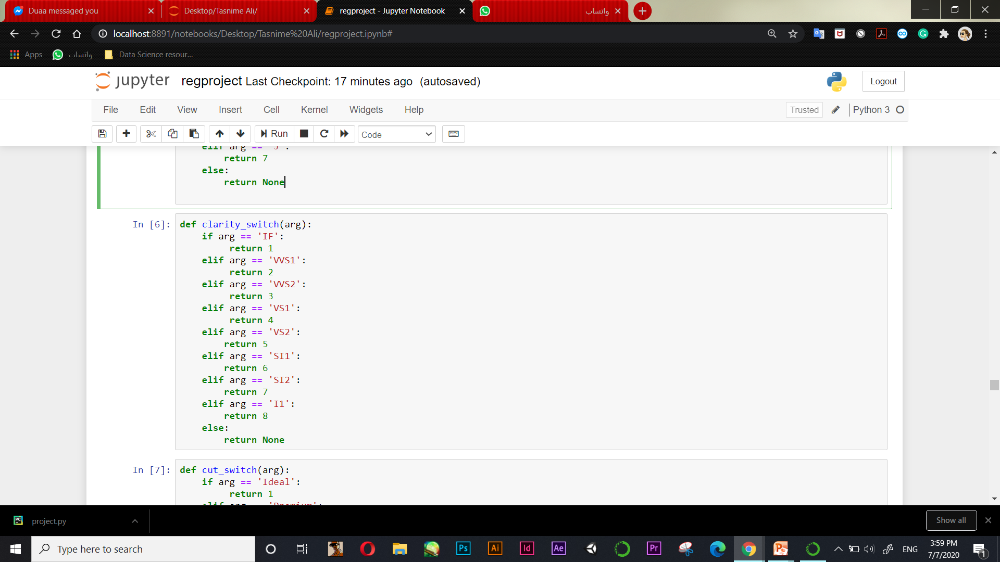 Duaa messaged you
Desktop/Tasnime Ali/
regproject - Jupyter Notebook
واتساب
localhost:8891/notebooks/Desktop/Tasnime%20Ali/regproject.ipynb#
Apps
واتساب
Data Science resour...
jupyter
regproject Last Checkpoint: 17 minutes ago (autosaved)
Logout
File Edit View Insert Cell Kernel Widgets Help
Trusted
Python 3
Run
Code
elif arg == 'J':
return 7
else:
return None
In [6]:
def clarity_switch(arg):
if arg == 'IF':
return 1
elif arg == 'VVS1':
return 2
elif arg == 'VVS2':
return 3
elif arg == 'VS1':
return 4
elif arg == 'VS2':
return 5
elif arg == 'SI1':
return 6
elif arg == 'SI2':
return 7
elif arg == 'I1':
return 8
else:
return None
In [7]:
def cut_switch(arg):
if arg == 'Ideal':
return 1
elif arg == 'Premium':
project.py
Show all
Type here to search
Ps
Ai
Id
Ae
Pr
ENG
3:59 PM
7/7/2020
1